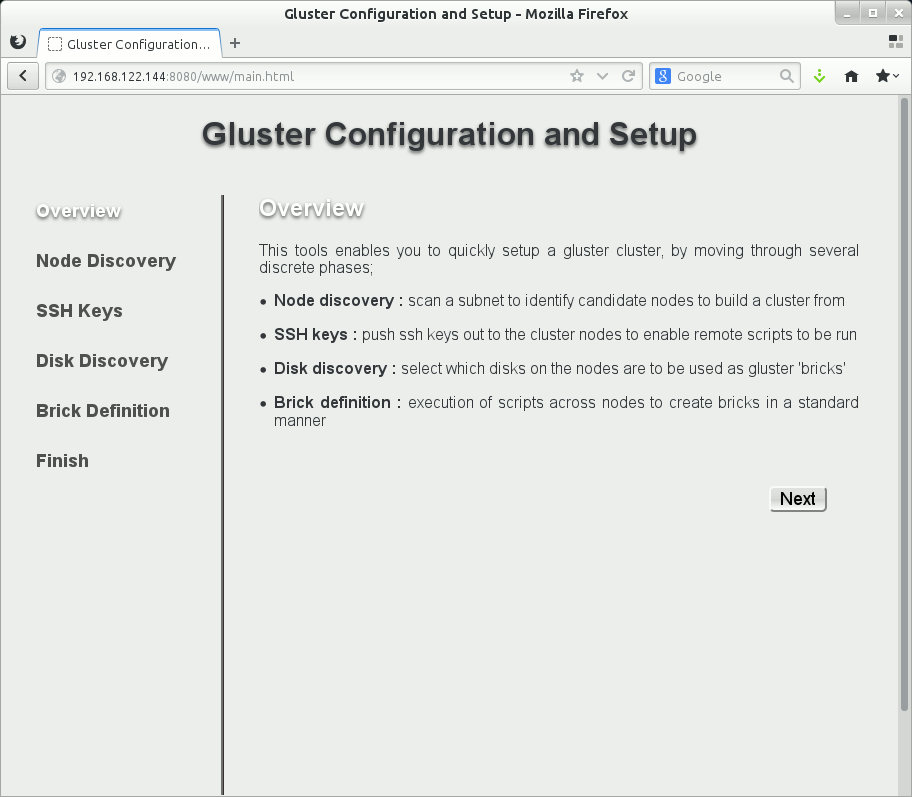 Gluster Configuration and Setup - Mozilla Firefox
Gluster Configuration...
192.168.122.144:8080/www/main.html
Google
Gluster Configuration and Setup
Overview
Node Discovery
SSH Keys
Disk Discovery
Brick Definition
Finish
Overview
This tools enables you to quickly setup a gluster cluster, by moving through several
discrete phases;
• Node discovery : scan a subnet to identify candidate nodes to build a cluster from
• SSH keys : push ssh keys out to the cluster nodes to enable remote scripts to be run
• Disk discovery : select which disks on the nodes are to be used as gluster 'bricks'
• Brick definition : execution of scripts across nodes to create bricks in a standard
manner
Next